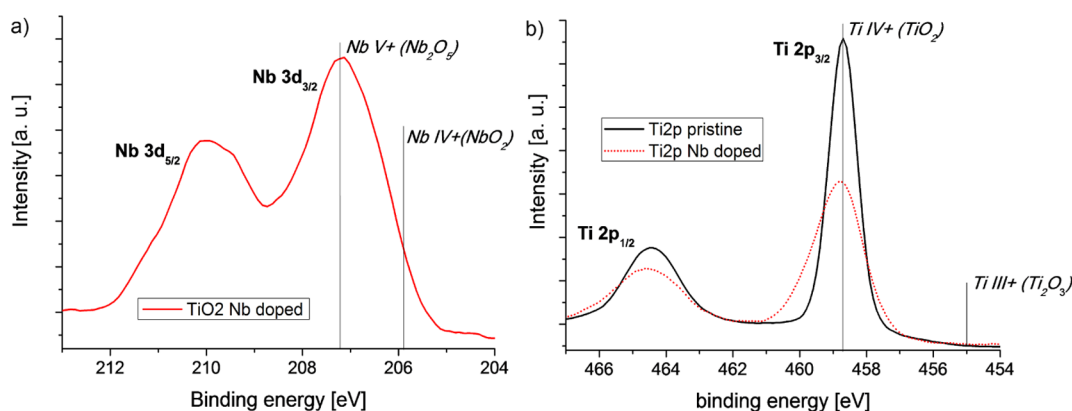 a)
Nb V+ (Nb2O5)
Nb 3d3/2
Nb IV+(NbO2)
Nb 3d5/2
Intensity [a. u.]
TiO2 Nb doped
212 210 208 206 204
Binding energy [eV]
b)
Ti IV+ (TiO2)
Ti 2p3/2
Ti2p pristine
Ti2p Nb doped
Ti 2p1/2
Ti III+ (Ti2O3)
Intensity [a. u.]
466 464 462 460 458 456 454
binding energy [eV]